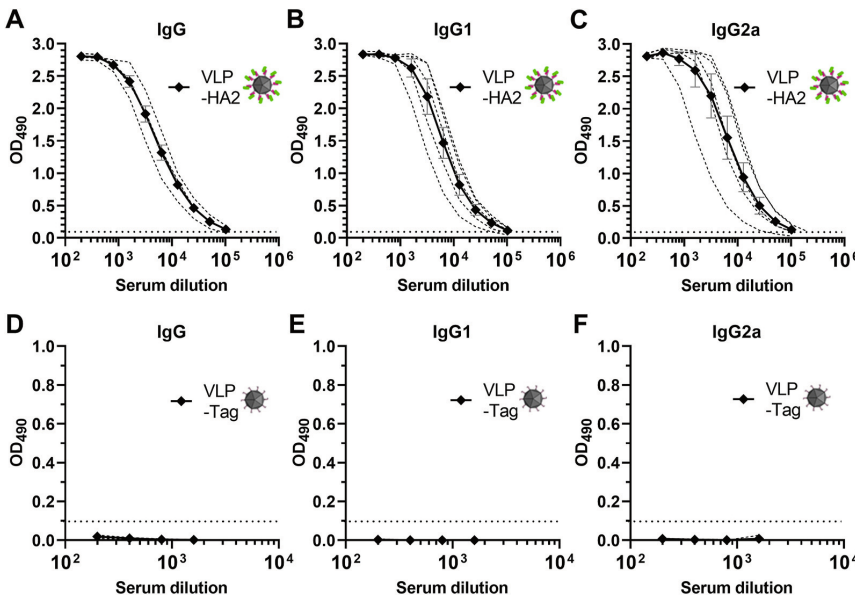 A IgG
3.0
2.5
2.0
1.5
1.0
0.5
0.0
OD490
VLP
-HA2
10^2 10^3 10^4 10^5 10^6
Serum dilution
B IgG1
3.0
2.5
2.0
1.5
1.0
0.5
0.0
OD490
VLP
-HA2
10^2 10^3 10^4 10^5 10^6
Serum dilution
C IgG2a
3.0
2.5
2.0
1.5
1.0
0.5
0.0
OD490
VLP
-HA2
10^2 10^3 10^4 10^5 10^6
Serum dilution
D IgG
1.0
0.8
0.6
0.4
0.2
0.0
OD490
VLP
-Tag
10^2 10^3 10^4
Serum dilution
E IgG1
1.0
0.8
0.6
0.4
0.2
0.0
OD490
VLP
-Tag
10^2 10^3 10^4
Serum dilution
F IgG2a
1.0
0.8
0.6
0.4
0.2
0.0
OD490
VLP
-Tag
10^2 10^3 10^4
Serum dilution